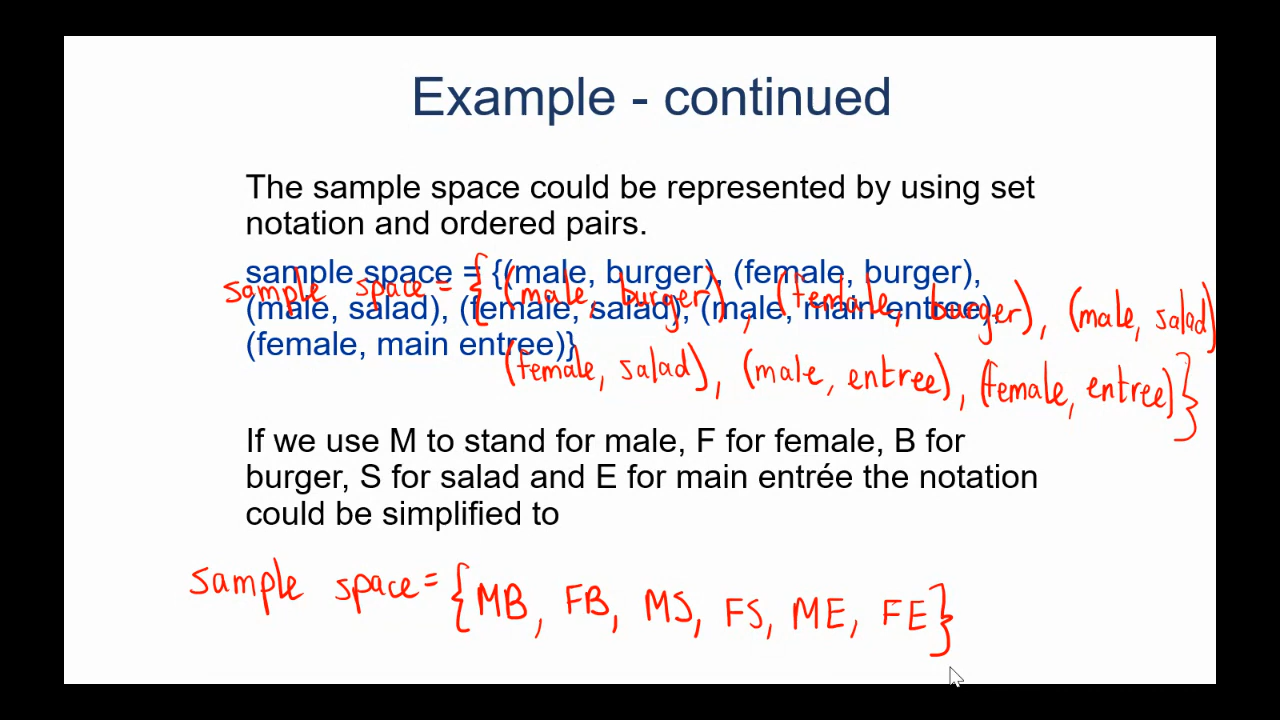 Example - continued
The sample space could be represented by using set
notation and ordered pairs.
sample space = {(male, burger), (female, burger),
(male, salad), (female, salad), (male, main entree),
(female, main entree)}
sample space = {(male, burger), (female, burger), (male, salad)
(female, salad), (male, entree), (female, entree)}
If we use M to stand for male, F for female, B for
burger, S for salad and E for main entrée the notation
could be simplified to
sample space = {MB, FB, MS, FS, ME, FE}